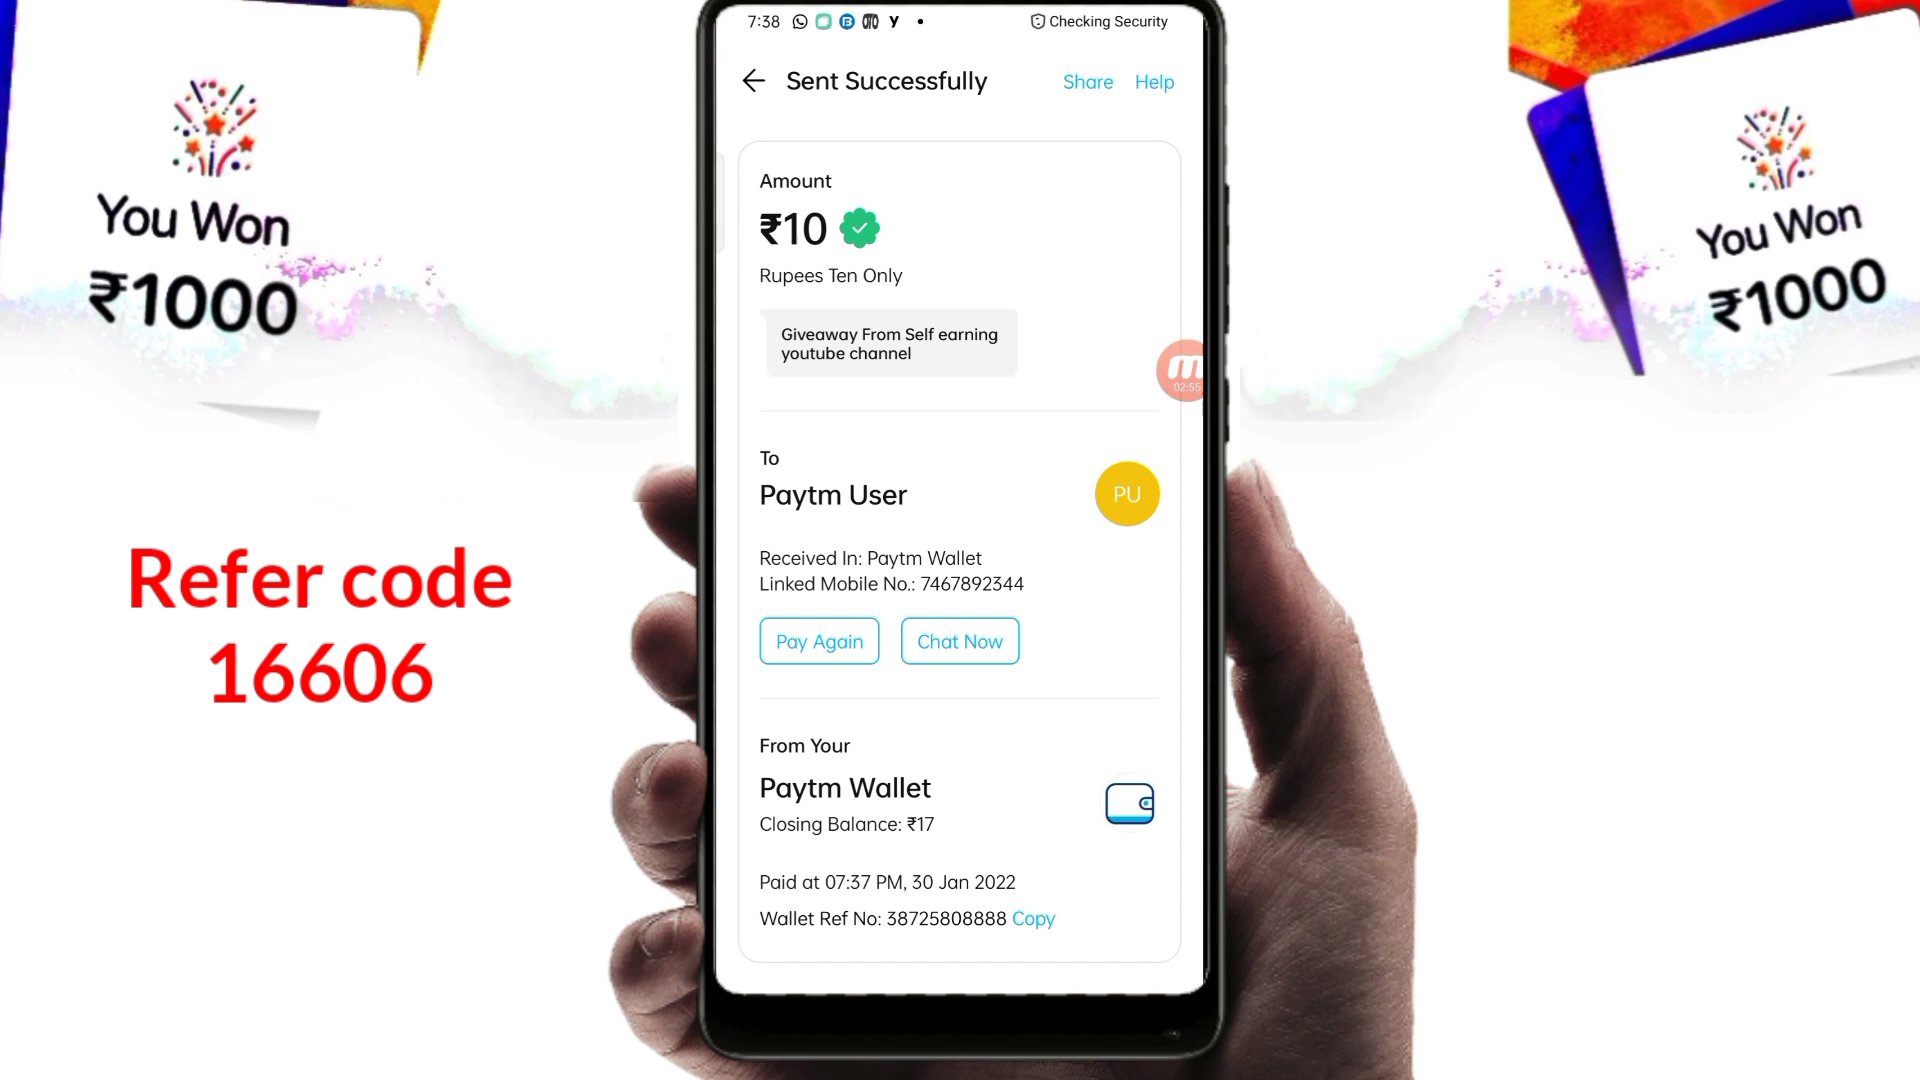 You Won
₹1000
Refer code
16606
7:38
Checking Security
Sent Successfully
Share
Help
Amount
₹10
Rupees Ten Only
Giveaway From Self earning
youtube channel
02:55
To
Paytm User
PU
Received In: Paytm Wallet
Linked Mobile No.: 7467892344
Pay Again
Chat Now
From Your
Paytm Wallet
Closing Balance: ₹17
Paid at 07:37 PM, 30 Jan 2022
Wallet Ref No: 38725808888 Copy
You Won
₹1000